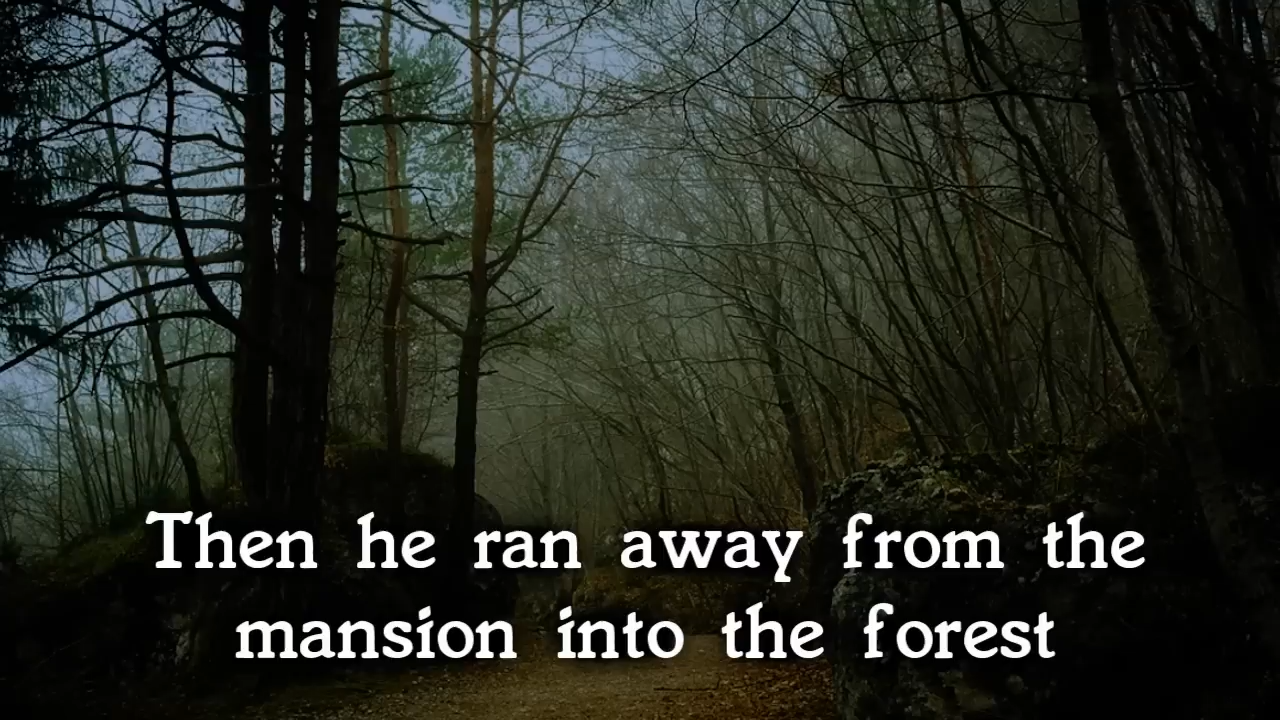 Then he ran away from the
mansion into the forest